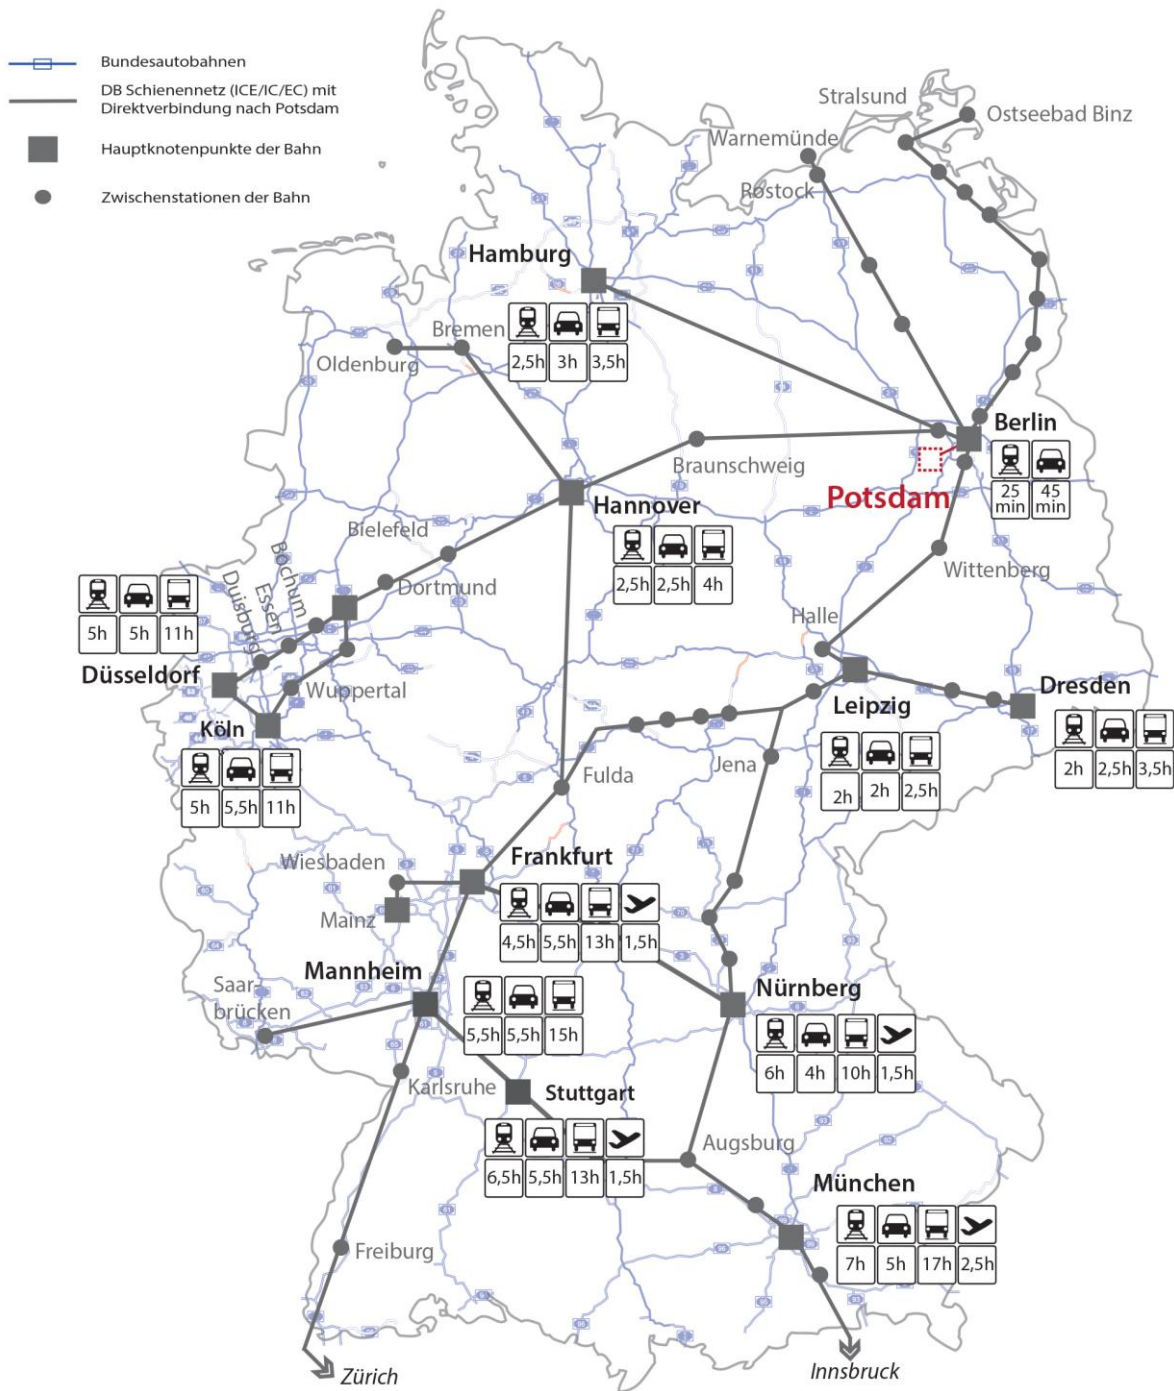 Bundesautobahnen
DB Schienennetz (ICE/IC/EC) mit
Direktverbindung nach Potsdam
Hauptknotenpunkte der Bahn
Zwischenstationen der Bahn
Stralsund
Ostseebad Binz
Warnemünde
Rostock
Hamburg
2,5h 3h 3,5h
Bremen
Oldenburg
Berlin
25 min 45 min
Braunschweig
Potsdam
Hannover
2,5h 2,5h 4h
Bielefeld
Bochum
Essen
Duisburg
Dortmund
Wittenberg
Halle
5h 5h 11h
Düsseldorf
Wuppertal
Köln
5h 5,5h 11h
Leipzig
2h 2h 2,5h
Dresden
2h 2,5h 3,5h
Jena
Fulda
Wiesbaden
Frankfurt
4,5h 5,5h 13h 1,5h
Mainz
Mannheim
5,5h 5,5h 15h
Saar-
brücken
Nürnberg
6h 4h 10h 1,5h
Karlsruhe
Stuttgart
6,5h 5,5h 13h 1,5h
Augsburg
München
7h 5h 17h 2,5h
Freiburg
Zürich
Innsbruck